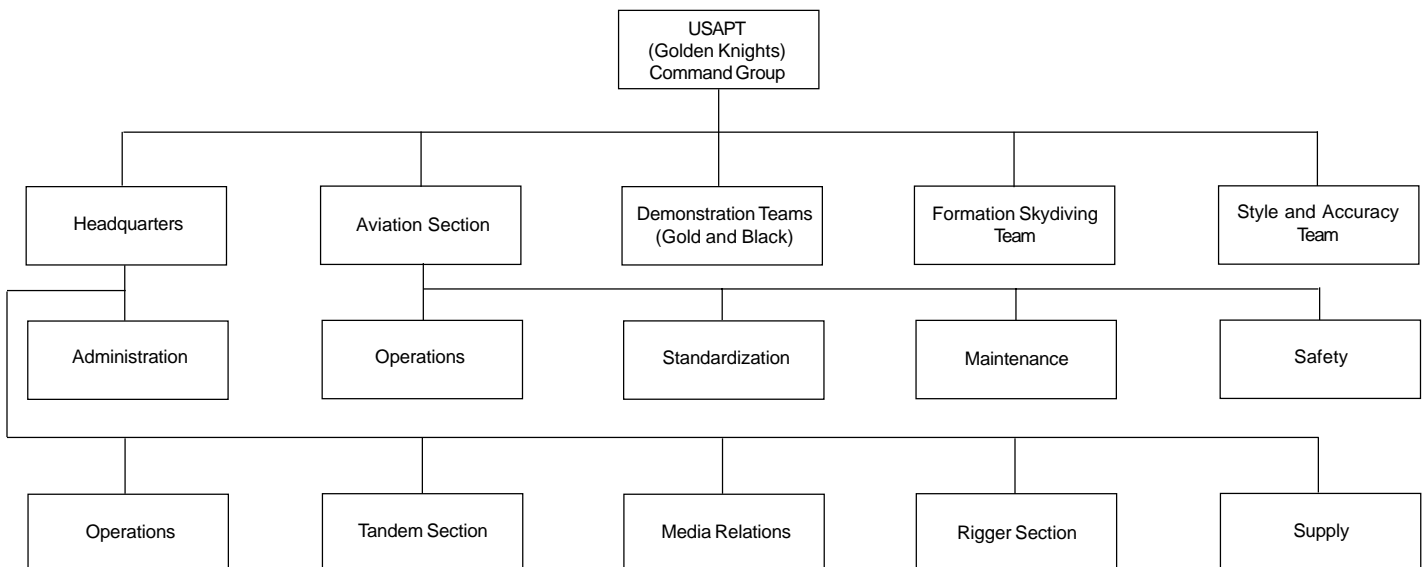 USAPT
(Golden Knights)
Command Group
Headquarters
Aviation Section
Demonstration Teams
(Gold and Black)
Formation Skydiving
Team
Style and Accuracy
Team
Administration
Operations
Standardization
Maintenance
Safety
Operations
Tandem Section
Media Relations
Rigger Section
Supply